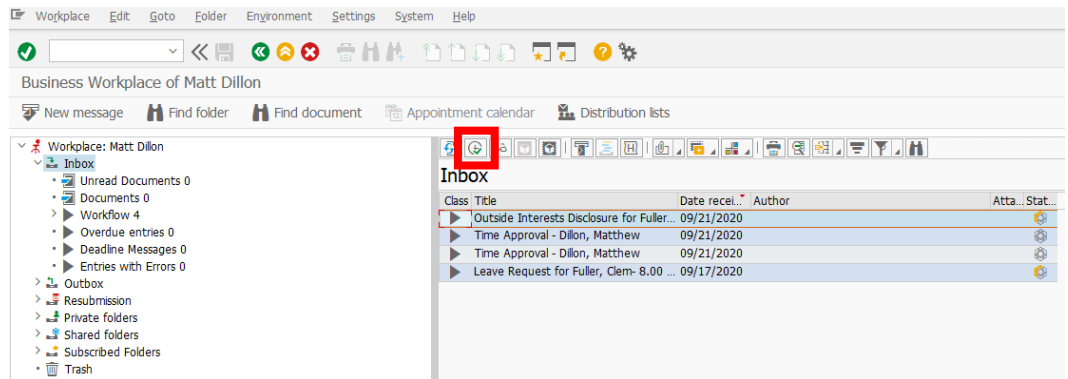 Workplace Edit Goto Folder Environment Settings System Help
Business Workplace of Matt Dillon
New message Find folder Find document Appointment calendar Distribution lists
Workplace: Matt Dillon
Inbox
Unread Documents 0
Documents 0
Workflow 4
Overdue entries 0
Deadline Messages 0
Entries with Errors 0
Outbox
Resubmission
Private folders
Shared folders
Subscribed Folders
Trash
Inbox
Class Title Date recei... Author Atta... Stat...
Outside Interests Disclosure for Fuller... 09/21/2020
Time Approval - Dillon, Matthew 09/21/2020
Time Approval - Dillon, Matthew 09/21/2020
Leave Request for Fuller, Clem- 8.00 ... 09/17/2020